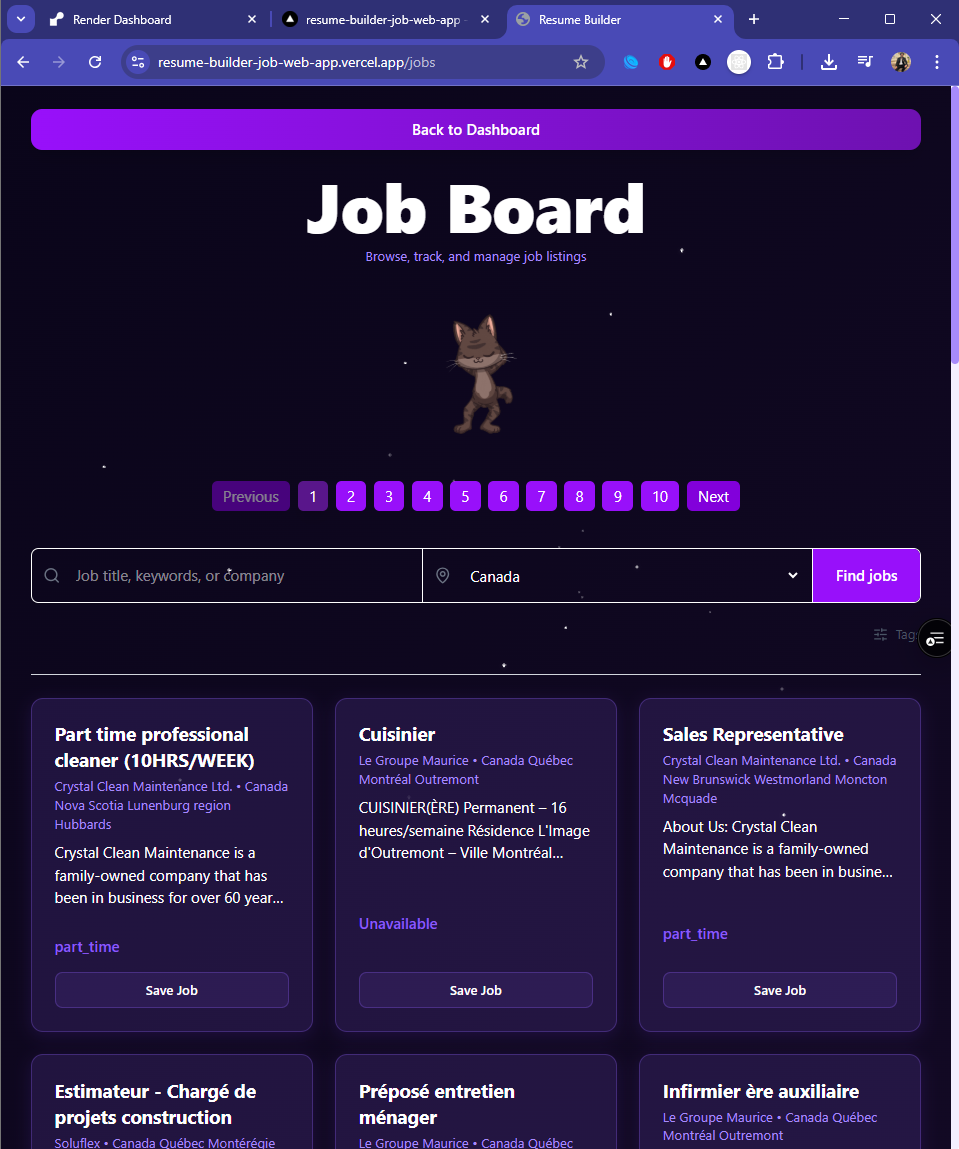 Render Dashboard
resume-builder-job-web-app
Resume Builder
resume-builder-job-web-app.vercel.app/jobs
Back to Dashboard
Job Board
Browse, track, and manage job listings
Previous 1 2 3 4 5 6 7 8 9 10 Next
Job title, keywords, or company
Canada
Find jobs
Tag:
Part time professional
cleaner (10HRS/WEEK)
Crystal Clean Maintenance Ltd. • Canada
Nova Scotia Lunenburg region
Hubbards
Crystal Clean Maintenance is a
family-owned company that has
been in business for over 60 year...
part_time
Save Job
Cuisinier
Le Groupe Maurice • Canada Québec
Montréal Outremont
CUISINIER(ÈRE) Permanent – 16
heures/semaine Résidence L'Image
d'Outremont – Ville Montréal...
Unavailable
Save Job
Sales Representative
Crystal Clean Maintenance Ltd. • Canada
New Brunswick Westmorland Moncton
Mcquade
About Us: Crystal Clean
Maintenance is a family-owned
company that has been in busine...
part_time
Save Job
Estimateur - Chargé de
projets construction
Soluflex • Canada Québec Montérégie
Préposé entretien
ménager
Le Groupe Maurice • Canada Québec
Infirmier ère auxiliaire
Le Groupe Maurice • Canada Québec
Montréal Outremont